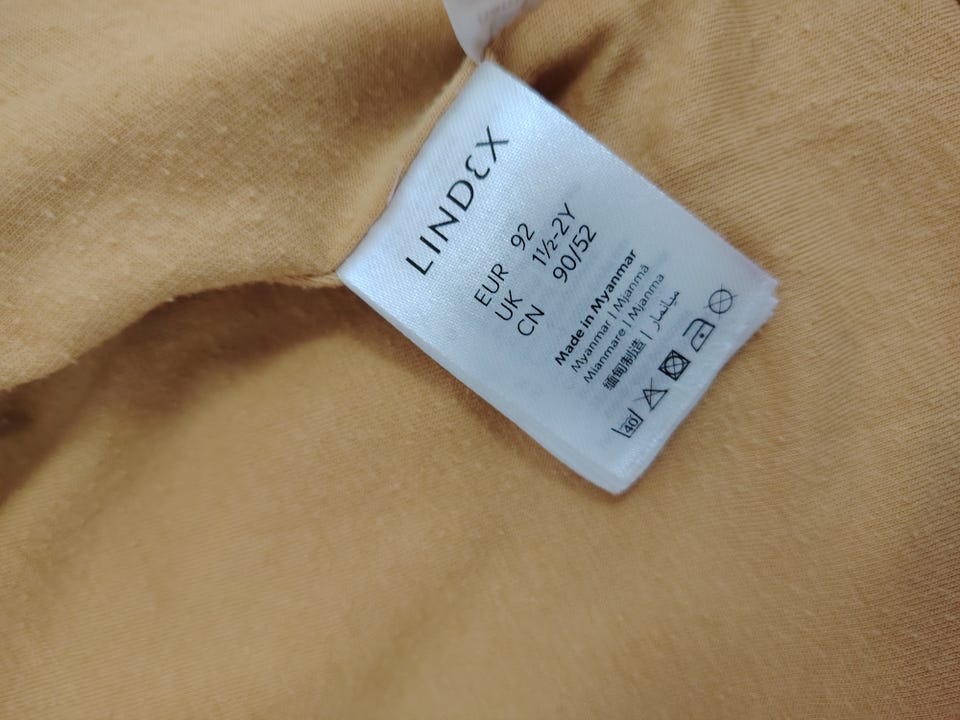 LINDEX
EUR 92
UK 1½-2Y
CN 90/52
Made in Myanmar
Myanmar | Mjanmá
Mianmare | Mjanma
缅甸制造 | ميانمار
40